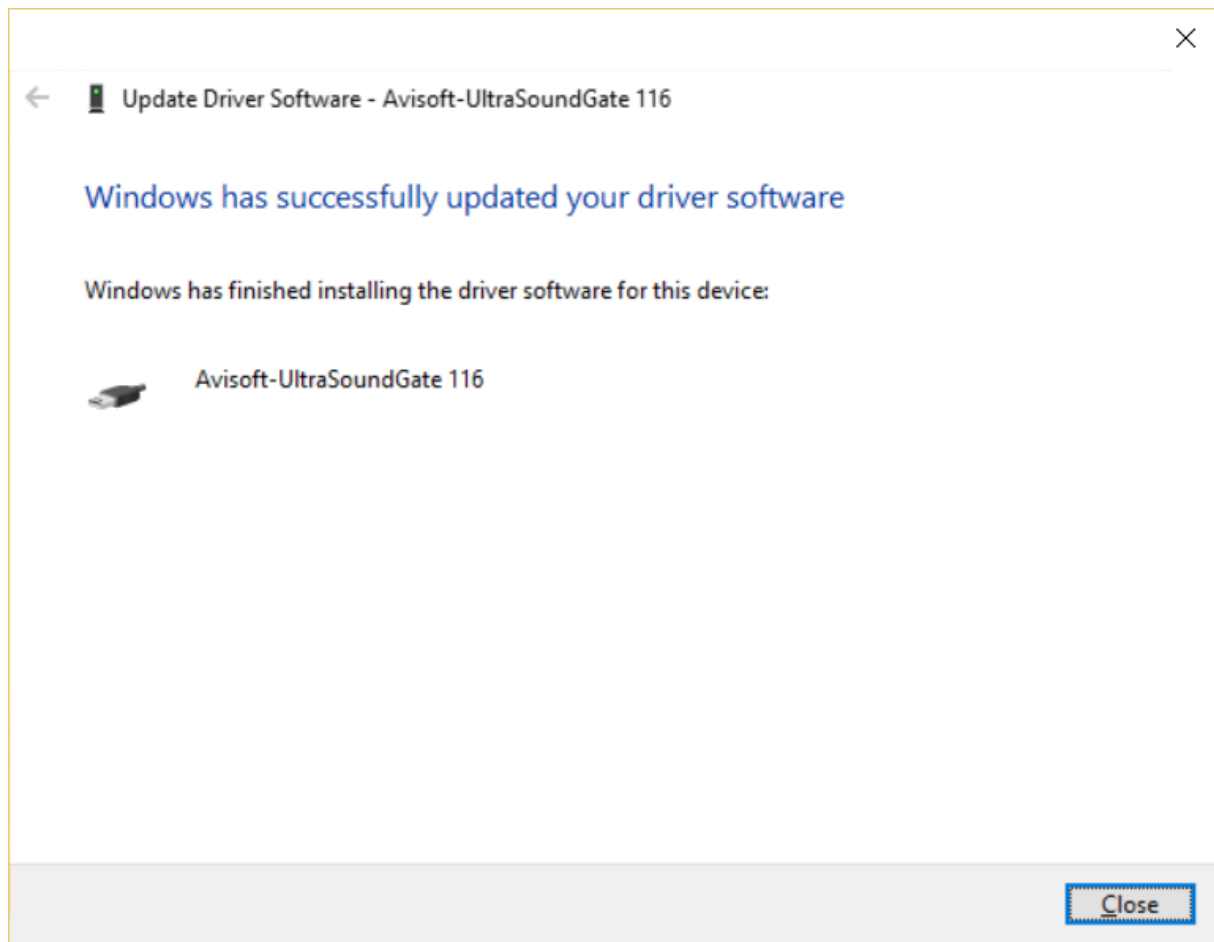 Update Driver Software - Avisoft-UltraSoundGate 116
Windows has successfully updated your driver software
Windows has finished installing the driver software for this device:
Avisoft-UltraSoundGate 116
Close